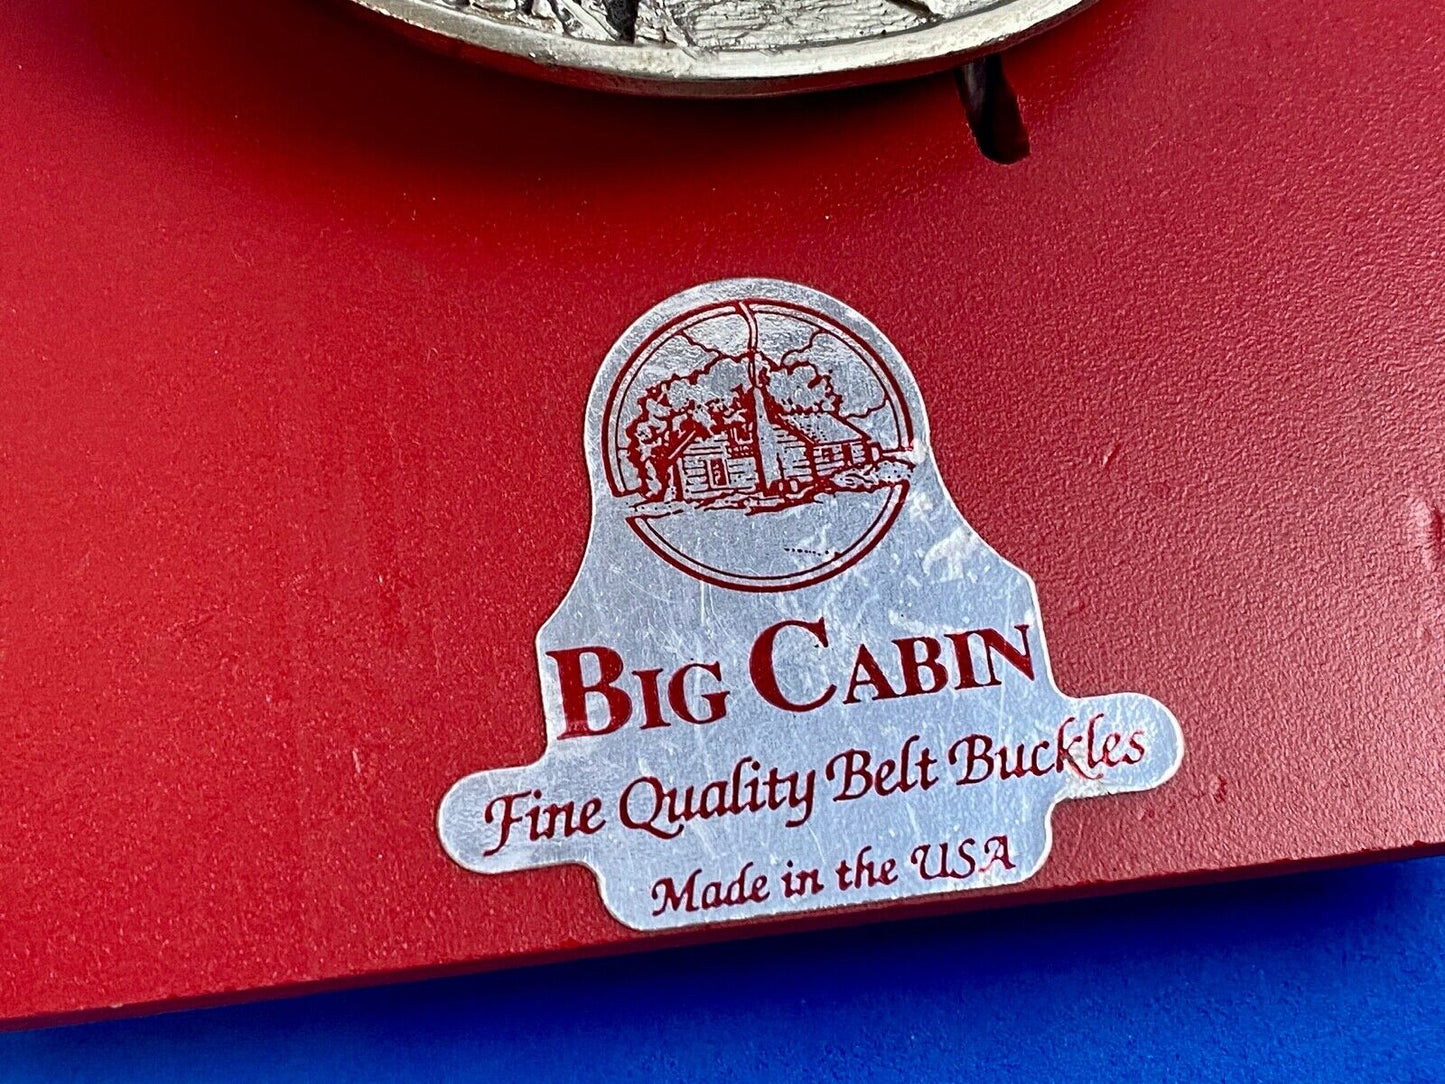 BIG CABIN
Fine Quality Belt Buckles
Made in the USA